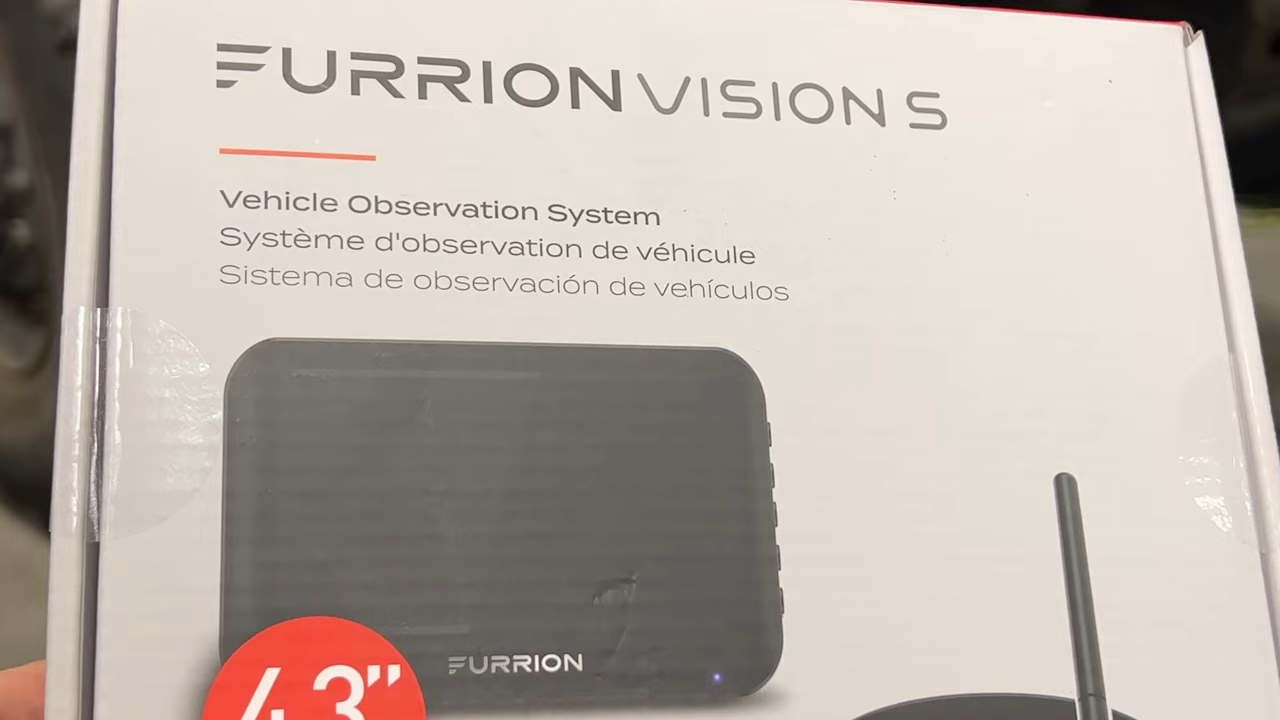 FURRION VISION S
Vehicle Observation System
Système d'observation de véhicule
Sistema de observación de vehículos
FURRION
4.3”